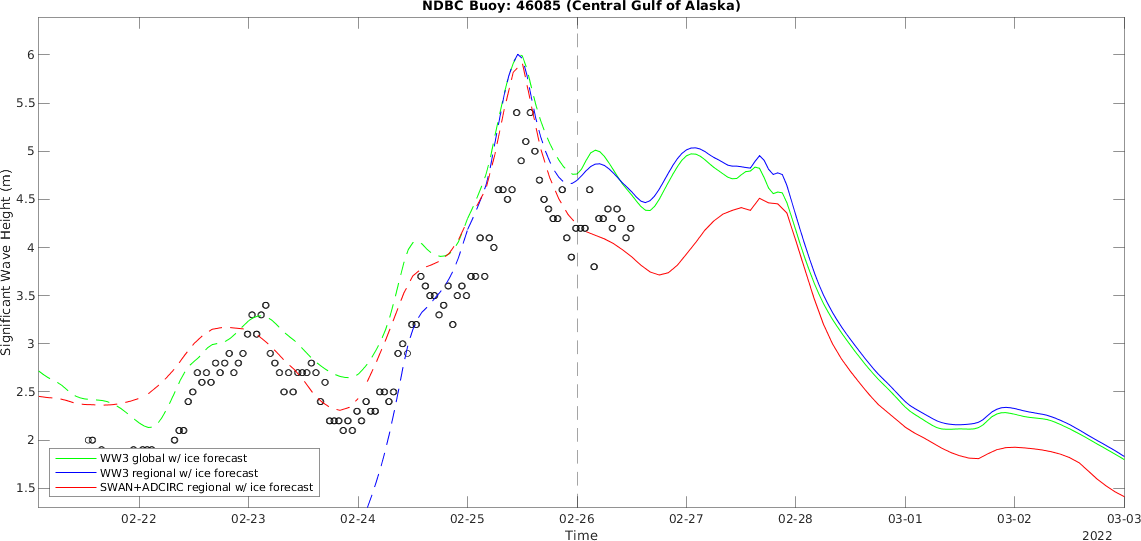 NDBC Buoy: 46085 (Central Gulf of Alaska)
Significant Wave Height (m)
6
5.5
5
4.5
4
3.5
3
2.5
2
1.5
WW3 global w/ ice forecast
WW3 regional w/ ice forecast
SWAN+ADCIRC regional w/ ice forecast
02-22 02-23 02-24 02-25 02-26 02-27 02-28 03-01 03-02 03-03
Time
2022